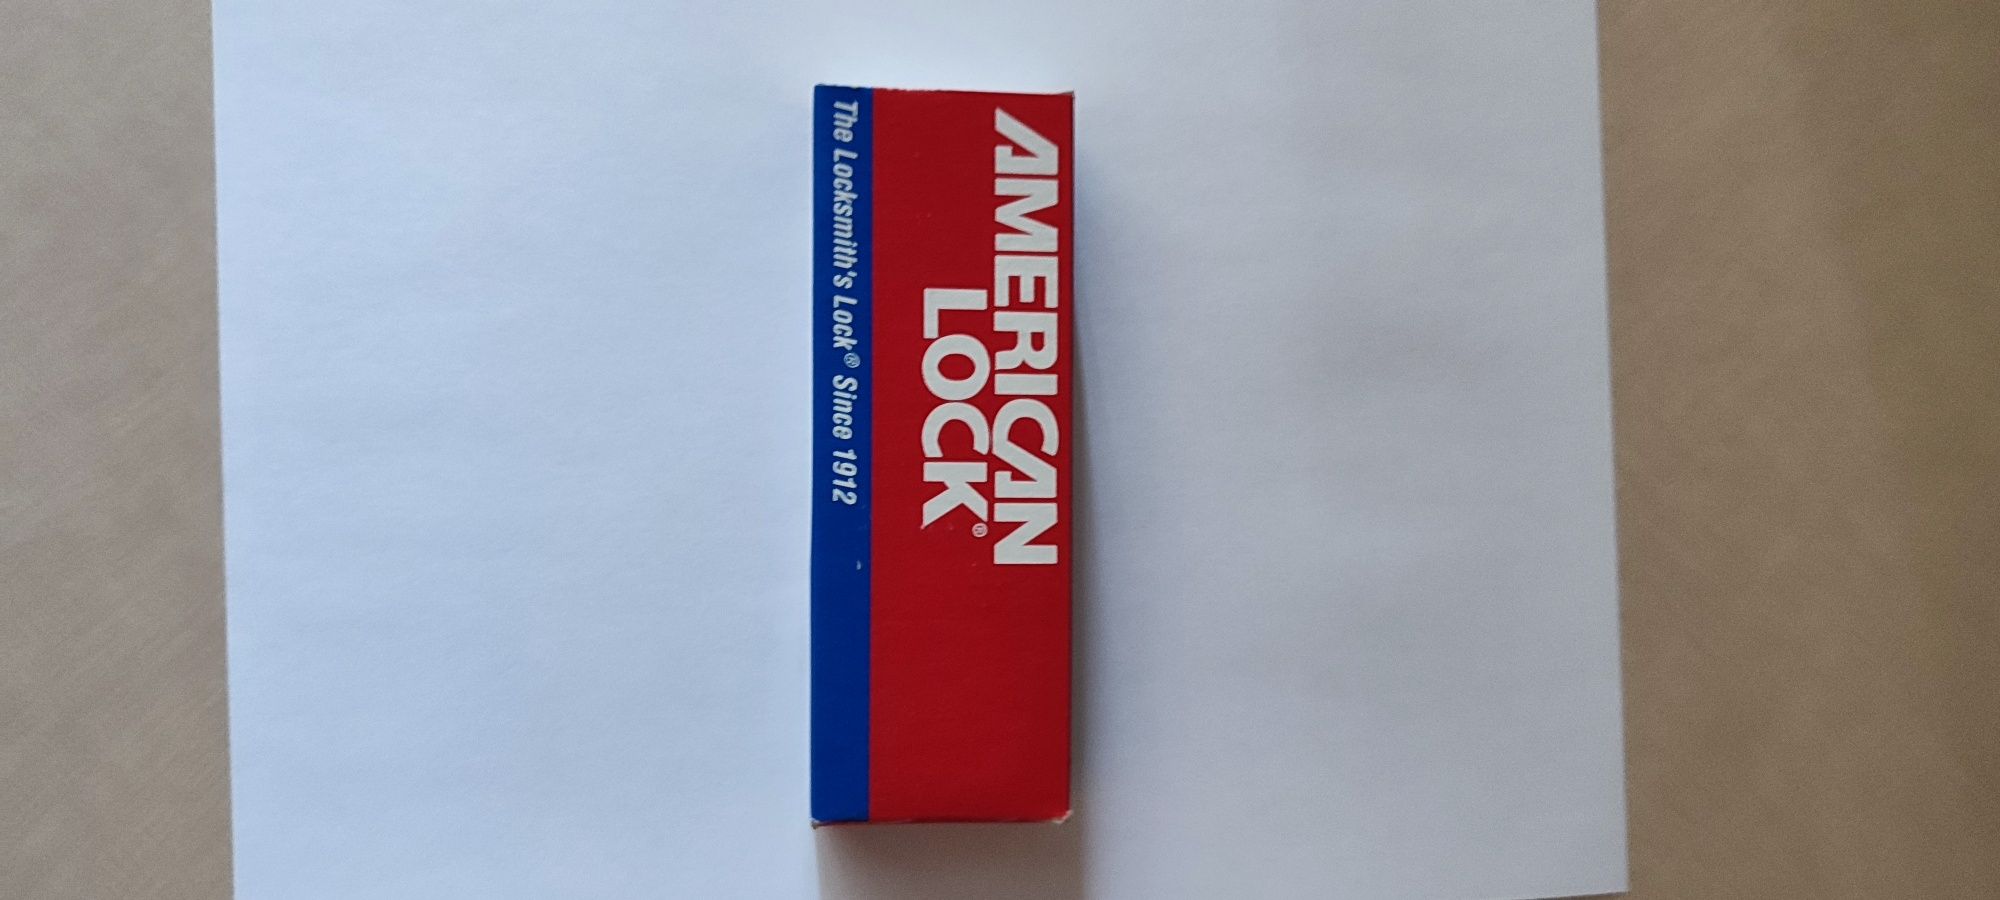 AMERICAN
LOCK®
The Locksmith's Lock® Since 1912